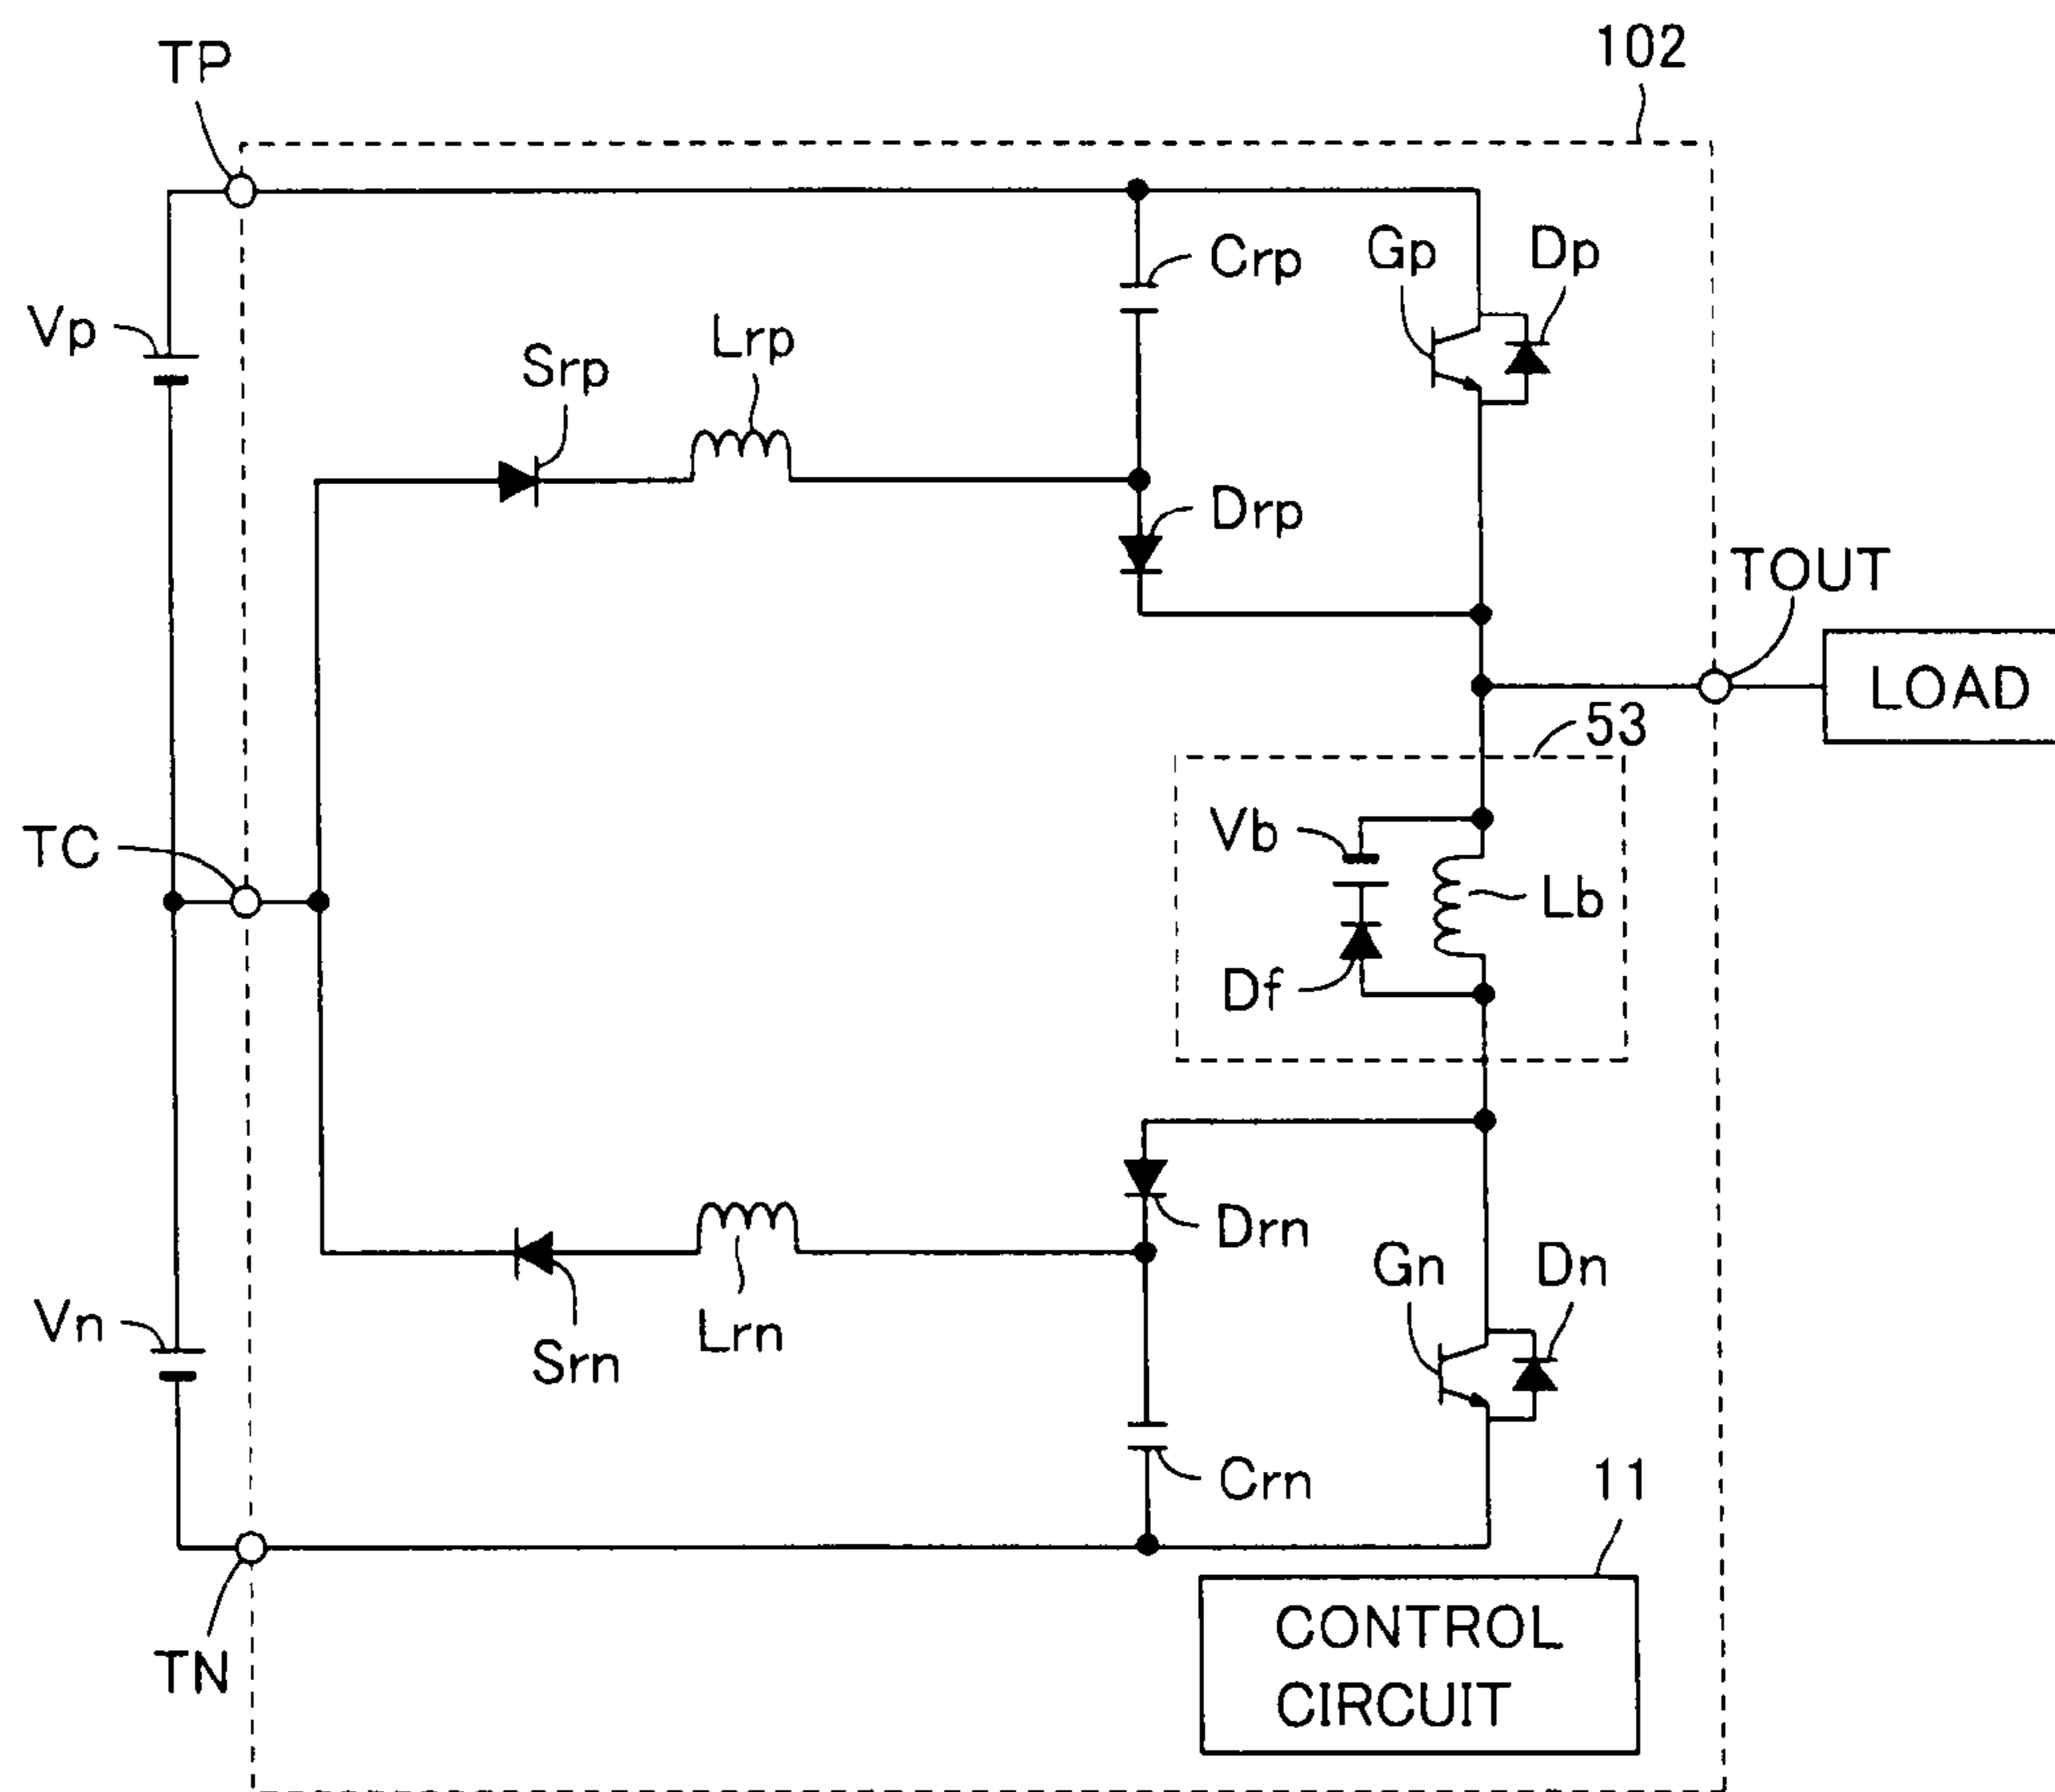 102
TP
Crp
Gp
Dp
Vp
Lrp
Srp
Drp
TOUT
LOAD
53
Vb
TC
Lb
Df
Drn
Gn
Dn
Vn
Lrn
Srn
Crn
11
CONTROL
CIRCUIT
TN